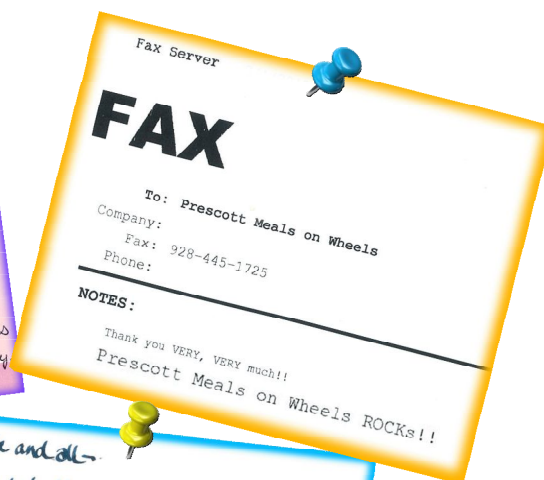 Fax Server
FAX
To: Prescott Meals on Wheels
Company:
Fax: 928-445-1725
Phone:
NOTES:
Thank you VERY, VERY much!!
Prescott Meals on Wheels ROCKs!!
and all